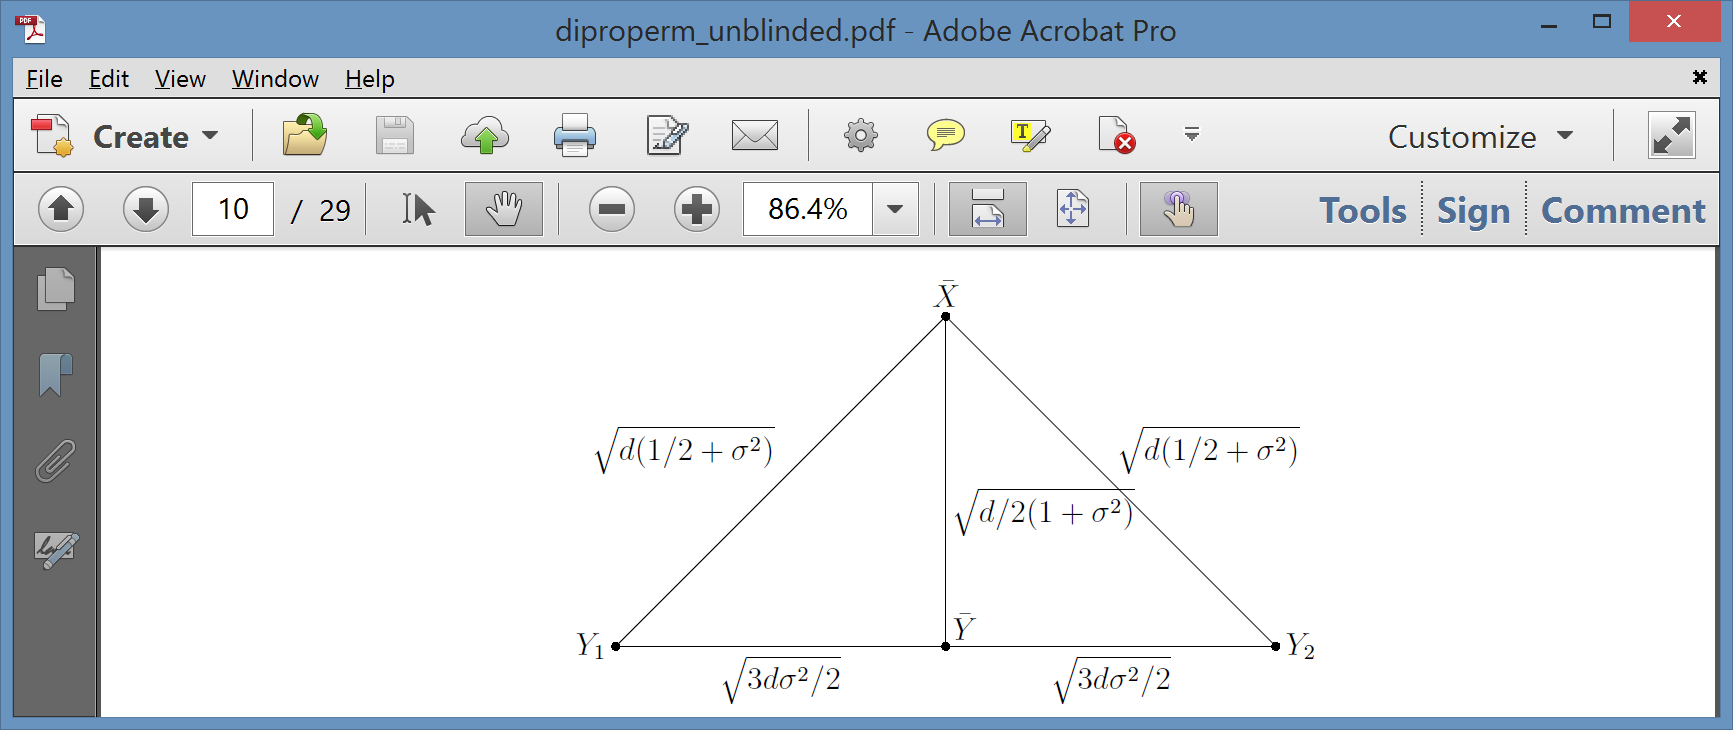 diproperm_unblinded.pdf - Adobe Acrobat Pro
File Edit View Window Help
Create Customize
10 / 29 86.4% Tools Sign Comment
X̄
√d(1/2 + σ²) √d(1/2 + σ²)
√d/2(1 + σ²)
Y₁ Ȳ Y₂
√3dσ²/2 √3dσ²/2